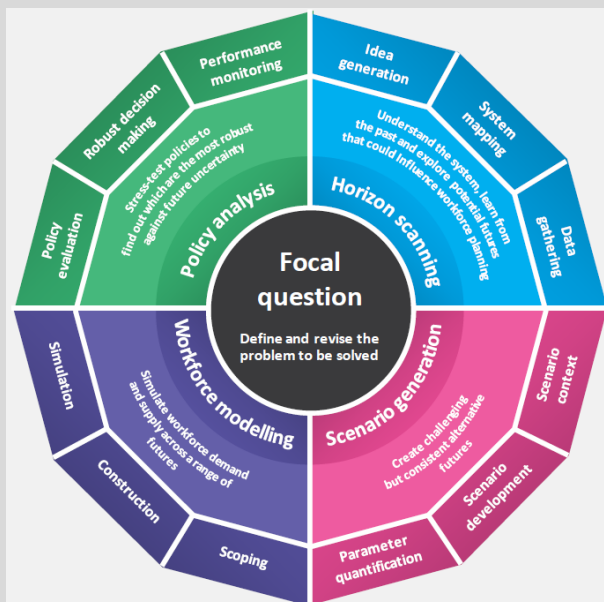 Focal
question
Define and revise the
problem to be solved
Horizon scanning
Understand the system, learn from
the past and explore potential futures
that could influence workforce planning
Idea
generation
System
mapping
Data
gathering
Scenario generation
Create challenging
but consistent alternative
futures
Scenario
context
Scenario
development
Parameter
quantification
Workforce modelling
Simulate workforce demand
and supply across a range of
futures
Scoping
Construction
Simulation
Policy analysis
Stress-test policies to
find out which are the most robust
against future uncertainty
Policy
evaluation
Robust decision
making
Performance
monitoring